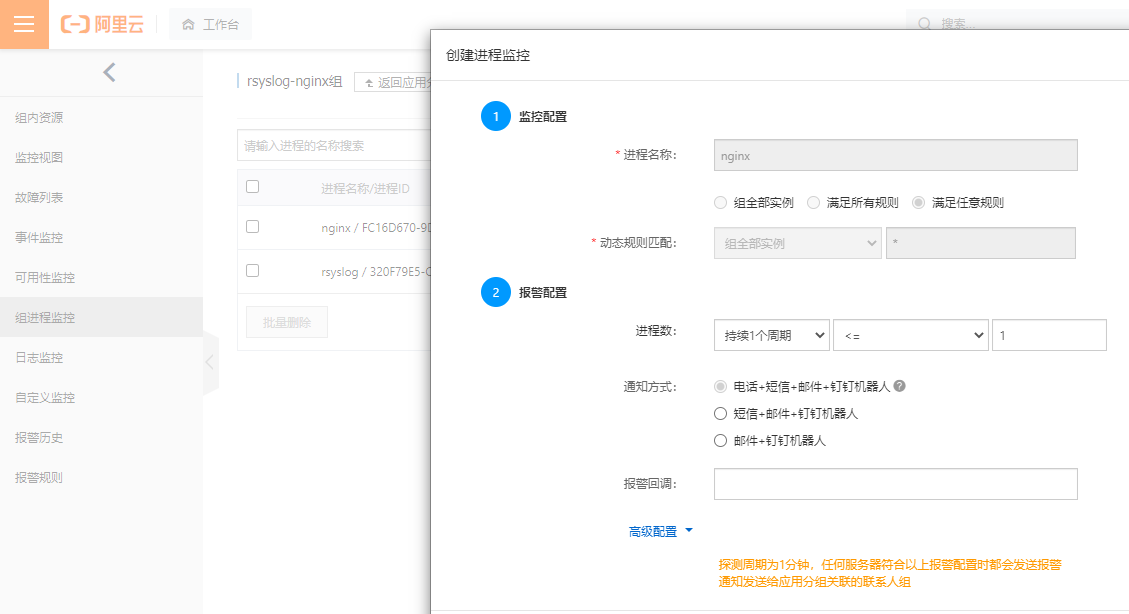 阿里云
工作台
搜索...
创建进程监控
rsyslog-nginx组
返回应用分
组内资源
监控视图
故障列表
事件监控
可用性监控
组进程监控
日志监控
自定义监控
报警历史
报警规则
请输入进程的名称搜索
进程名称/进程ID
nginx / FC16D670-9D
rsyslog / 320F79E5-C
批量删除
1 监控配置
* 进程名称: nginx
组全部实例 满足所有规则 满足任意规则
* 动态规则匹配: 组全部实例 *
2 报警配置
进程数: 持续1个周期 <= 1
通知方式: 电话+短信+邮件+钉钉机器人 ?
短信+邮件+钉钉机器人
邮件+钉钉机器人
报警回调:
高级配置
探测周期为1分钟，任何服务器符合以上报警配置时都会发送报警
通知发送给应用分组关联的联系人组